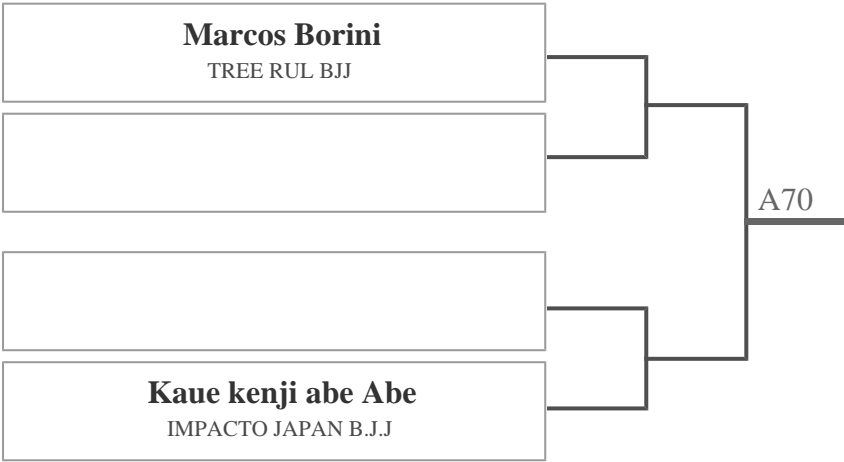 Marcos Borini
TREE RUL BJJ
A70
Kaue kenji abe Abe
IMPACTO JAPAN B.J.J